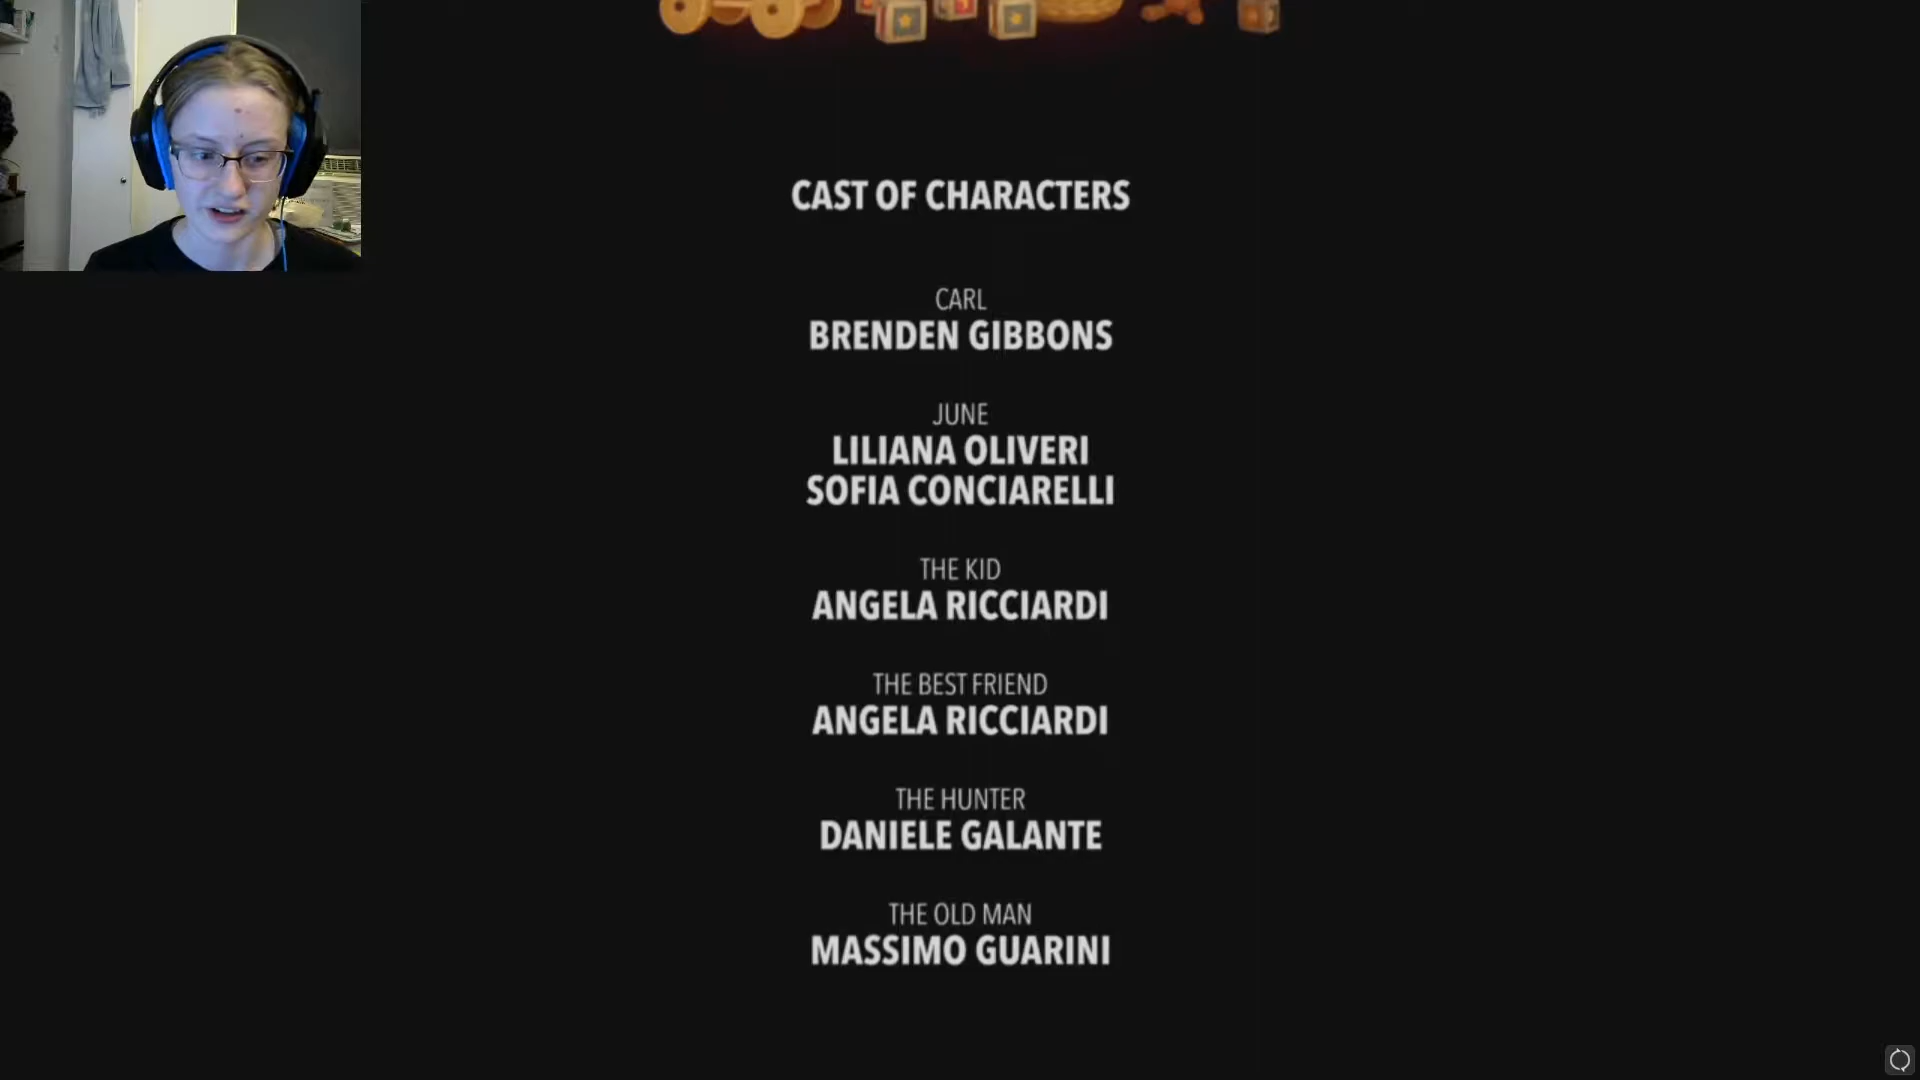 CAST OF CHARACTERS
CARL
BRENDEN GIBBONS
JUNE
LILIANA OLIVERI
SOFIA CONCIARELLI
THE KID
ANGELA RICCIARDI
THE BEST FRIEND
ANGELA RICCIARDI
THE HUNTER
DANIELE GALANTE
THE OLD MAN
MASSIMO GUARINI